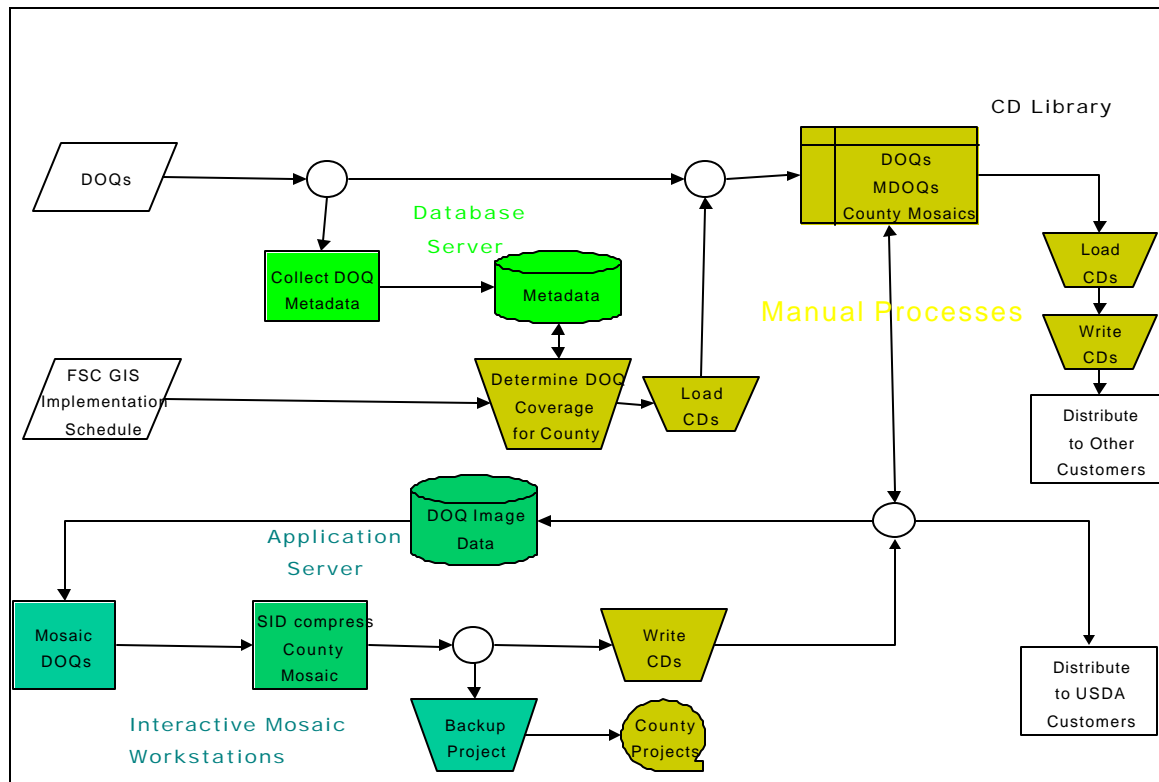 CD Library
DOQs
DOQs
MDOQs
County Mosaics
Database
Server
Collect DOQ
Metadata
Metadata
Load
CDs
Manual Processes
Write
CDs
FSC GIS
Implementation
Schedule
Determine DOQ
Coverage
for County
Load
CDs
Distribute
to Other
Customers
DOQ Image
Data
Application
Server
Mosaic
DOQs
SID compress
County
Mosaic
Write
CDs
Distribute
to USDA
Customers
Interactive Mosaic
Workstations
Backup
Project
County
Projects